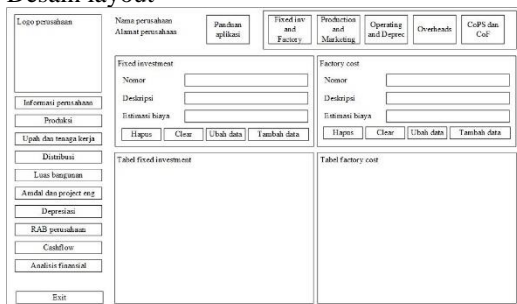 Desain layout
Logo perusahaan
Nama perusahaan
Alamat perusahaan
Panduan
aplikasi
Fixed inv
and
Factory
Production
and
Marketing
Operating
and Deprec
Overheads
CoPS dan
CoF
Informasi perusahaan
Produksi
Upah dan tenaga kerja
Distribusi
Luas bangunan
Amdal dan project eng
Depresiasi
RAB perusahaan
Cashflow
Analisis finansial
Exit
Fixed investment
Nomor
Deskripsi
Estimasi biaya
Hapus
Clear
Ubah data
Tambah data
Factory cost
Nomor
Deskripsi
Estimasi biaya
Hapus
Clear
Ubah data
Tambah data
Tabel fixed investment
Tabel factory cost